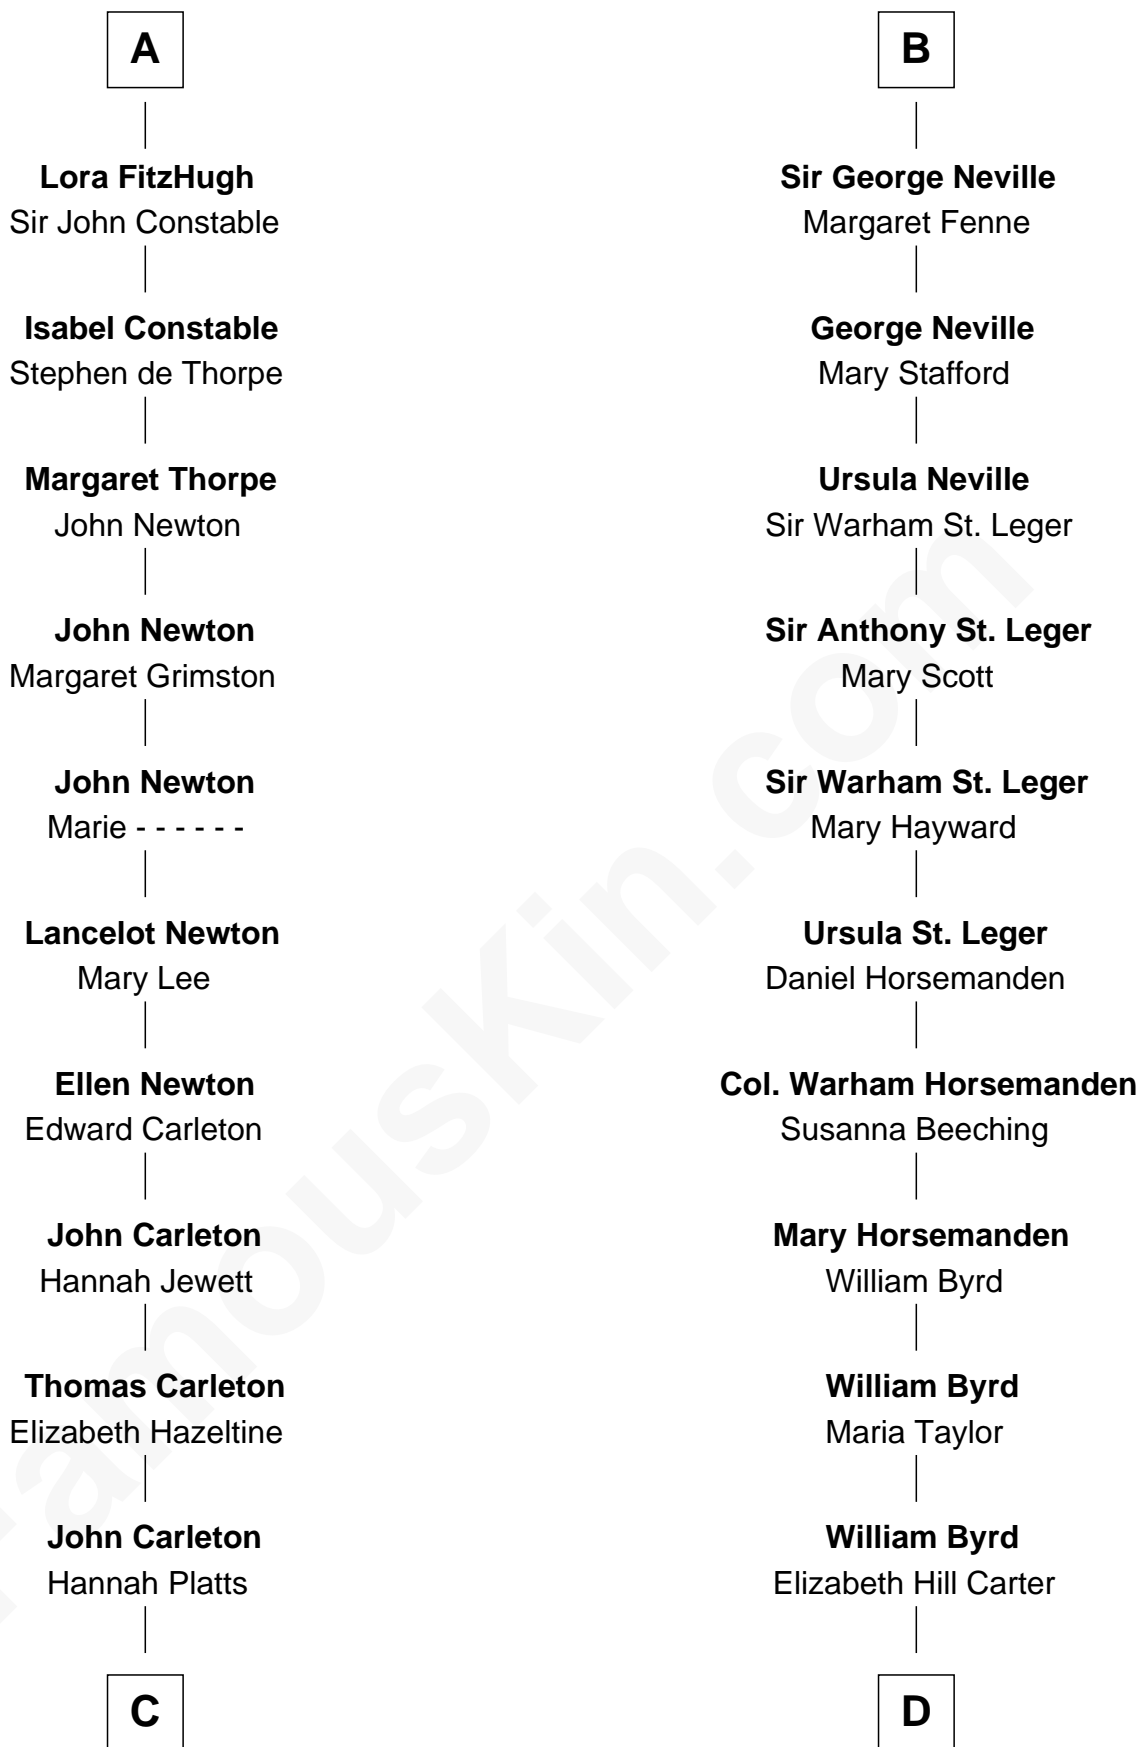 A
Lora FitzHugh
Sir John Constable
Isabel Constable
Stephen de Thorpe
Margaret Thorpe
John Newton
John Newton
Margaret Grimston
John Newton
Marie - - - - - -
Lancelot Newton
Mary Lee
Ellen Newton
Edward Carleton
John Carleton
Hannah Jewett
Thomas Carleton
Elizabeth Hazeltine
John Carleton
Hannah Platts
C
B
Sir George Neville
Margaret Fenne
George Neville
Mary Stafford
Ursula Neville
Sir Warham St. Leger
Sir Anthony St. Leger
Mary Scott
Sir Warham St. Leger
Mary Hayward
Ursula St. Leger
Daniel Horsemanden
Col. Warham Horsemanden
Susanna Beeching
Mary Horsemanden
William Byrd
William Byrd
Maria Taylor
William Byrd
Elizabeth Hill Carter
D
FamousKin.com